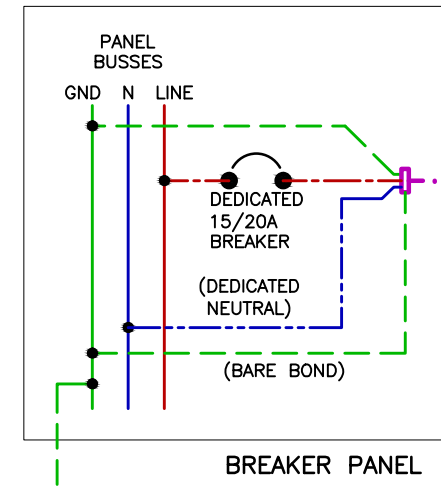 PANEL
BUSSES
GND N LINE
DEDICATED
15/20A
BREAKER
(DEDICATED
NEUTRAL)
(BARE BOND)
BREAKER PANEL